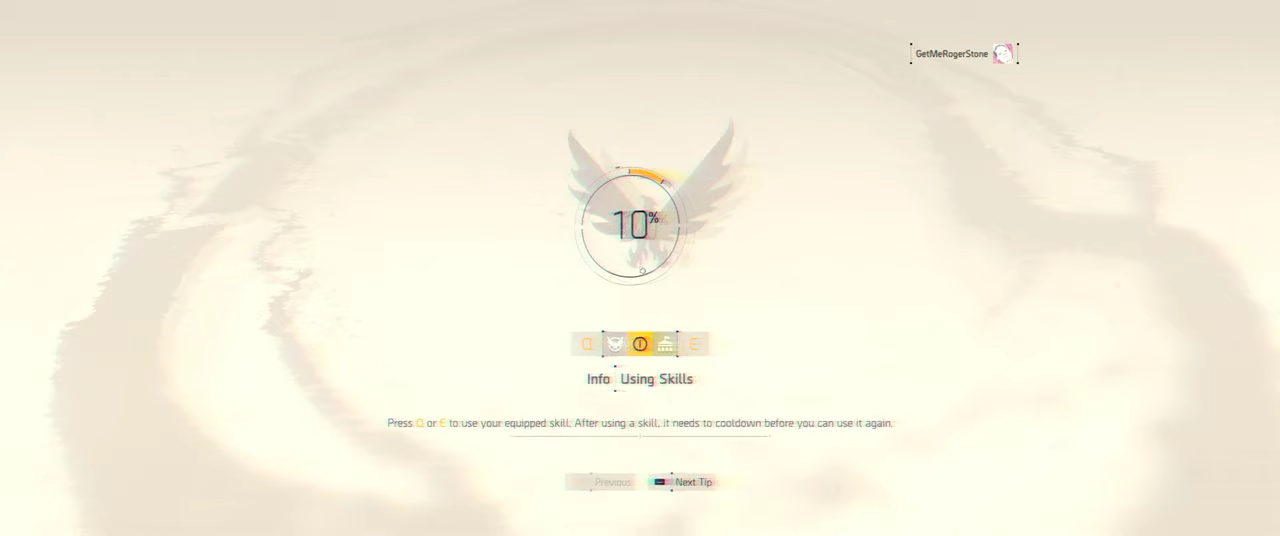 GetMeRogerStone
10%
Q E
Info Using Skills
Press Q or E to use your equipped skill. After using a skill, it needs to cooldown before you can use it again.
Previous Next Tip